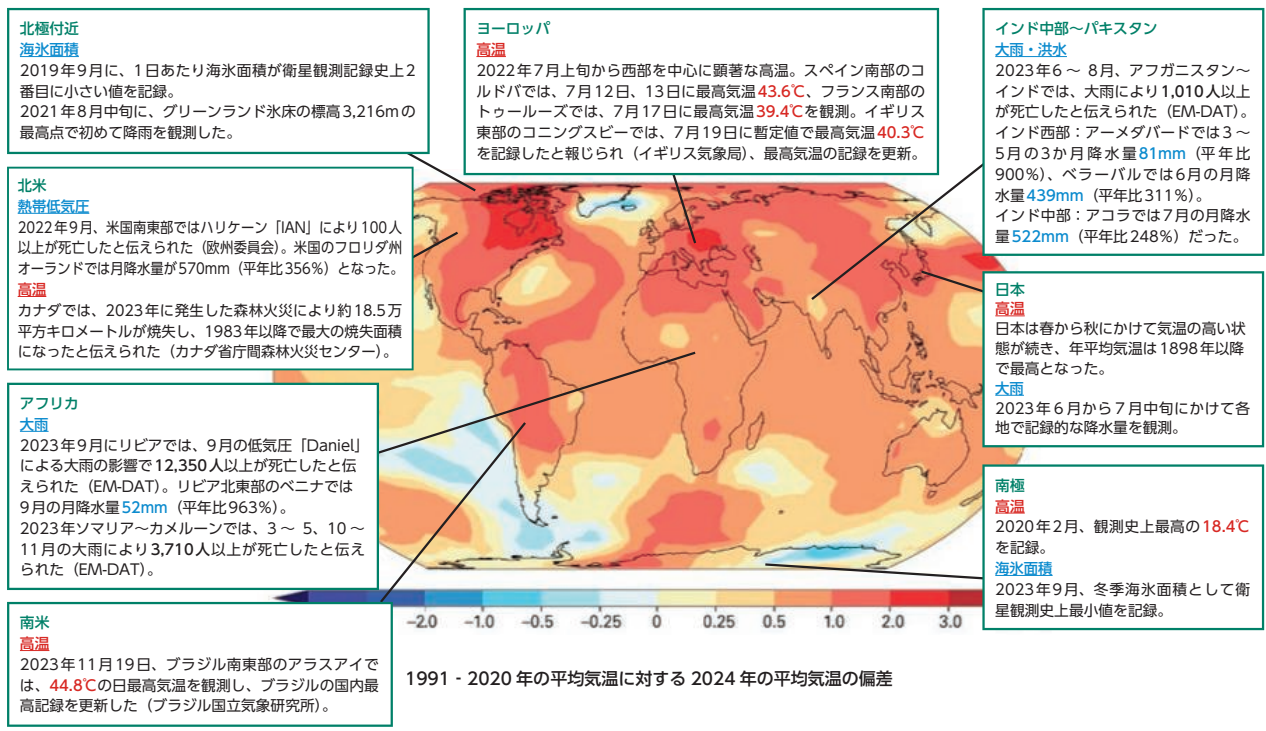 北極付近
海氷面積
2019年9月に、1日あたり海氷面積が衛星観測記録史上2
番目に小さい値を記録。
2021年8月中旬に、グリーンランド氷床の標高3,216mの
最高点で初めて降雨を観測した。
北米
熱帯低気圧
2022年9月、米国南東部ではハリケーン「IAN」により100人
以上が死亡したと伝えられた（欧州委員会）。米国のフロリダ州
オーランドでは月降水量が570mm（平年比356%）となった。
高温
カナダでは、2023年に発生した森林火災により約18.5万
平方キロメートルが焼失し、1983年以降で最大の焼失面積
になったと伝えられた（カナダ省庁間森林火災センター）。
アフリカ
大雨
2023年9月にリビアでは、9月の低気圧「Daniel」
による大雨の影響で12,350人以上が死亡したと伝
えられた（EM-DAT）。リビア北東部のベニナでは
9月の月降水量52mm（平年比963%）。
2023年ソマリア～カメルーンでは、3～5、10～
11月の大雨により3,710人以上が死亡したと伝え
られた（EM-DAT）。
南米
高温
2023年11月19日、ブラジル南東部のアラスアイで
は、44.8℃の日最高気温を観測し、ブラジルの国内最
高記録を更新した（ブラジル国立気象研究所）。
ヨーロッパ
高温
2022年7月上旬から西部を中心に顕著な高温。スペイン南部のコ
ルドバでは、7月12日、13日に最高気温43.6℃、フランス南部の
トゥールーズでは、7月17日に最高気温39.4℃を観測。イギリス
東部のコニングスビーでは、7月19日に暫定値で最高気温40.3℃
を記録したと報じられ（イギリス気象局）、最高気温の記録を更新。
インド中部～パキスタン
大雨・洪水
2023年6～8月、アフガニスタン～
インドでは、大雨により1,010人以上
が死亡したと伝えられた（EM-DAT）。
インド西部：アーメダバードでは3～
5月の3か月降水量81mm（平年比
900%）、ベラーバルでは6月の月降
水量439mm（平年比311%）。
インド中部：アコラでは7月の月降水
量522mm（平年比248%）だった。
日本
高温
日本は春から秋にかけて気温の高い状
態が続き、年平均気温は1898年以降
で最高となった。
大雨
2023年6月から7月中旬にかけて各
地で記録的な降水量を観測。
南極
高温
2020年2月、観測史上最高の18.4℃
を記録。
海氷面積
2023年9月、冬季海氷面積として衛
星観測史上最小値を記録。
-2.0 -1.0 -0.5 -0.25 0 0.25 0.5 1.0 2.0 3.0
1991 - 2020 年の平均気温に対する 2024 年の平均気温の偏差